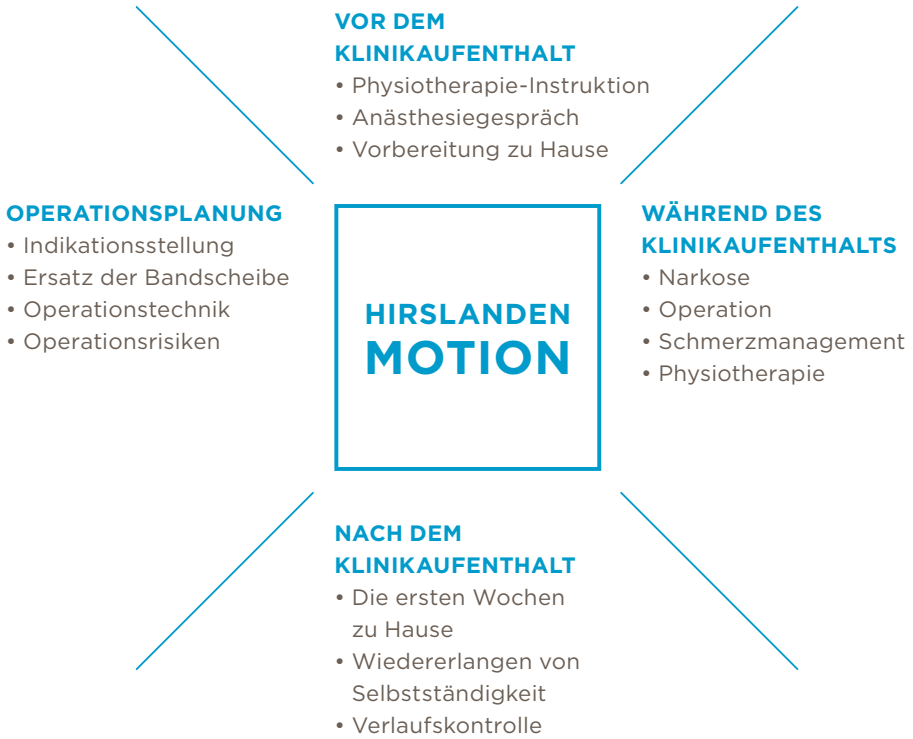 VOR DEM
KLINIKAUFENTHALT
• Physiotherapie-Instruktion
• Anästhesiegespräch
• Vorbereitung zu Hause
OPERATIONSPLANUNG
• Indikationsstellung
• Ersatz der Bandscheibe
• Operationstechnik
• Operationsrisiken
HIRSLANDEN
MOTION
WÄHREND DES
KLINIKAUFENTHALTS
• Narkose
• Operation
• Schmerzmanagement
• Physiotherapie
NACH DEM
KLINIKAUFENTHALT
• Die ersten Wochen
zu Hause
• Wiedererlangen von
Selbstständigkeit
• Verlaufskontrolle